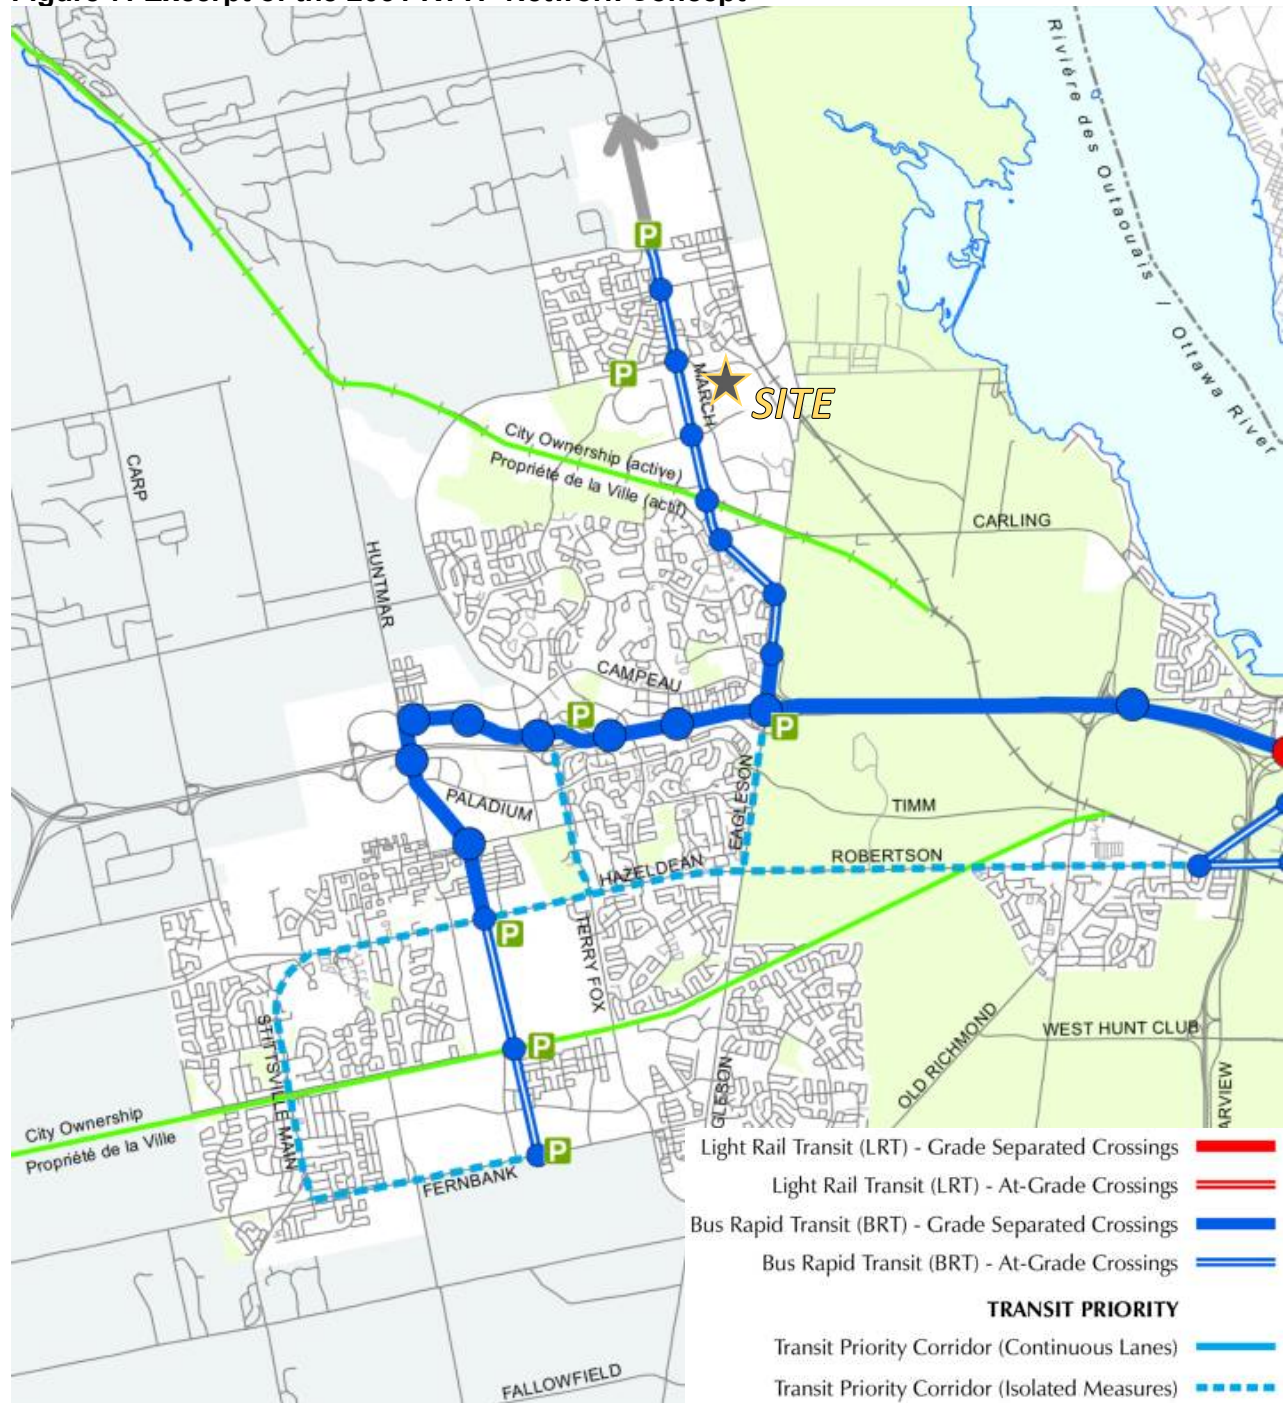 Rivière des Outaouais / Ottawa River
P
P
MARCH
SITE
City Ownership (active)
Propriété de la Ville (actif)
CARP
CARLING
HUNTMAR
CAMPEAU
P
P
PALADIUM
EAGLESON
TIMM
HAZELDEAN
ROBERTSON
P
TERRY FOX
STITTSVILLE MAIN
P
OLD RICHMOND
WEST HUNT CLUB
GLESON
ARVIEW
City Ownership
Propriété de la Ville
P
FERNBANK
FALLOWFIELD
Light Rail Transit (LRT) - Grade Separated Crossings
Light Rail Transit (LRT) - At-Grade Crossings
Bus Rapid Transit (BRT) - Grade Separated Crossings
Bus Rapid Transit (BRT) - At-Grade Crossings
TRANSIT PRIORITY
Transit Priority Corridor (Continuous Lanes)
Transit Priority Corridor (Isolated Measures)